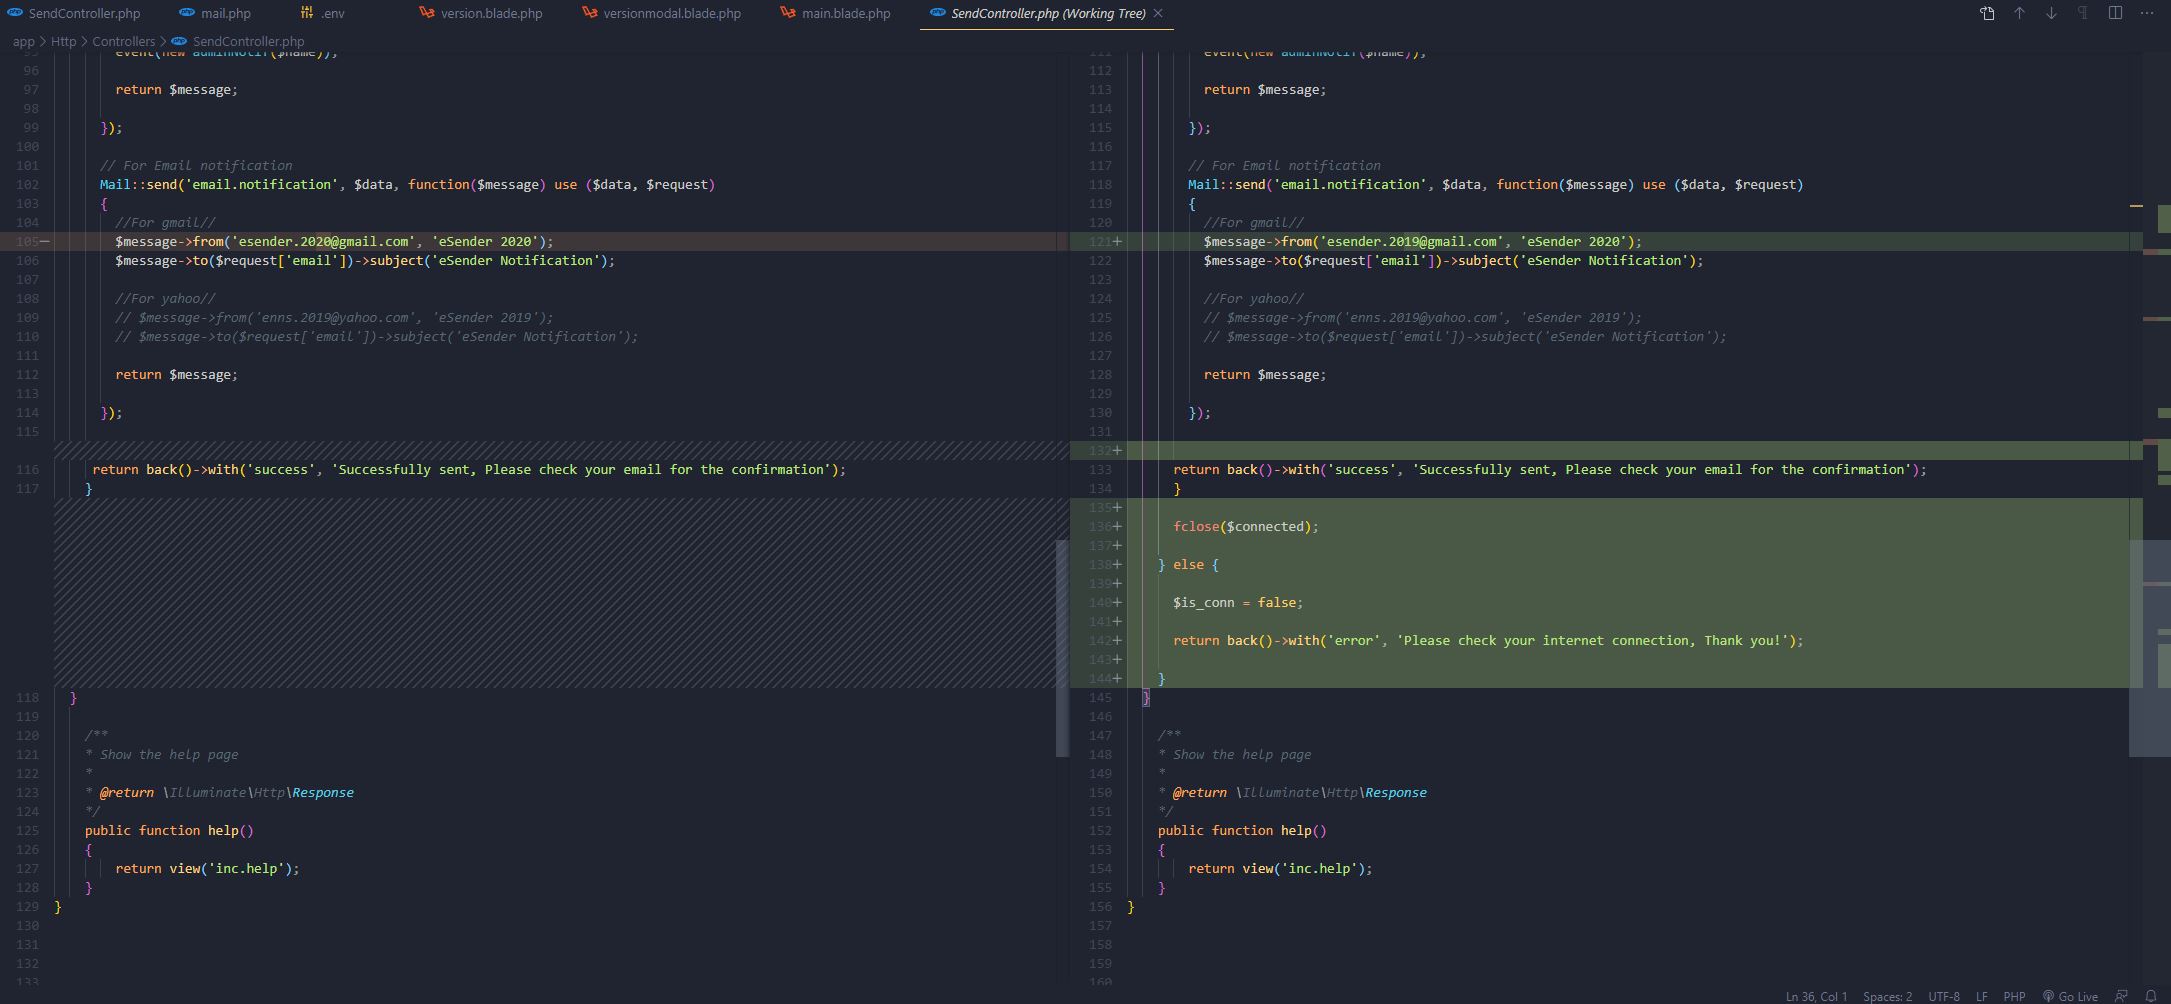 SendController.php mail.php .env version.blade.php versionmodal.blade.php main.blade.php SendController.php (Working Tree)
app > Http > Controllers > SendController.php
95 event(new adminNotif($name));
96
97 return $message;
98
99 });
100
101 // For Email notification
102 Mail::send('email.notification', $data, function($message) use ($data, $request)
103 {
104 //For gmail//
105− $message->from('esender.2020@gmail.com', 'eSender 2020');
106 $message->to($request['email'])->subject('eSender Notification');
107
108 //For yahoo//
109 // $message->from('enns.2019@yahoo.com', 'eSender 2019');
110 // $message->to($request['email'])->subject('eSender Notification');
111
112 return $message;
113
114 });
115
116 return back()->with('success', 'Successfully sent, Please check your email for the confirmation');
117 }
118 }
119
120 /**
121 * Show the help page
122 *
123 * @return \Illuminate\Http\Response
124 */
125 public function help()
126 {
127 return view('inc.help');
128 }
129 }
130
131
132
133
111 event(new adminNotif($name));
112
113 return $message;
114
115 });
116
117 // For Email notification
118 Mail::send('email.notification', $data, function($message) use ($data, $request)
119 {
120 //For gmail//
121+ $message->from('esender.2019@gmail.com', 'eSender 2020');
122 $message->to($request['email'])->subject('eSender Notification');
123
124 //For yahoo//
125 // $message->from('enns.2019@yahoo.com', 'eSender 2019');
126 // $message->to($request['email'])->subject('eSender Notification');
127
128 return $message;
129
130 });
131
132+
133 return back()->with('success', 'Successfully sent, Please check your email for the confirmation');
134 }
135+
136+ fclose($connected);
137+
138+ } else {
139+
140+ $is_conn = false;
141+
142+ return back()->with('error', 'Please check your internet connection, Thank you!');
143+
144+ }
145 }
146
147 /**
148 * Show the help page
149 *
150 * @return \Illuminate\Http\Response
151 */
152 public function help()
153 {
154 return view('inc.help');
155 }
156 }
157
158
159
160
Ln 36, Col 1 Spaces: 2 UTF-8 LF PHP Go Live